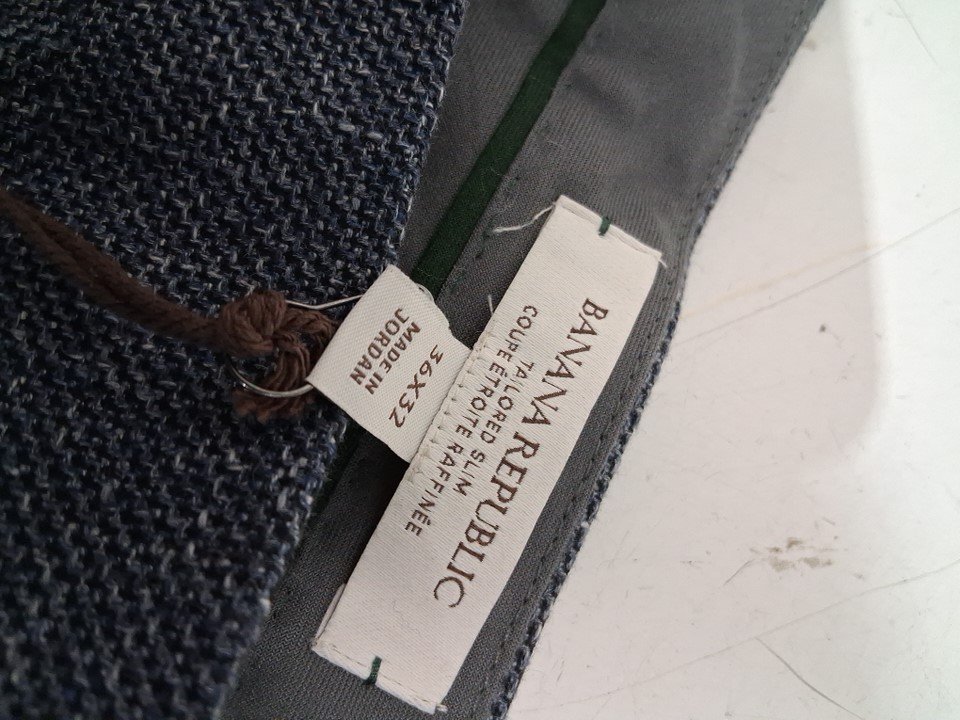 BANANA REPUBLIC
TAILORED SLIM
COUPE ÉTROITE RAFFINÉE
36X32
MADE IN
JORDAN